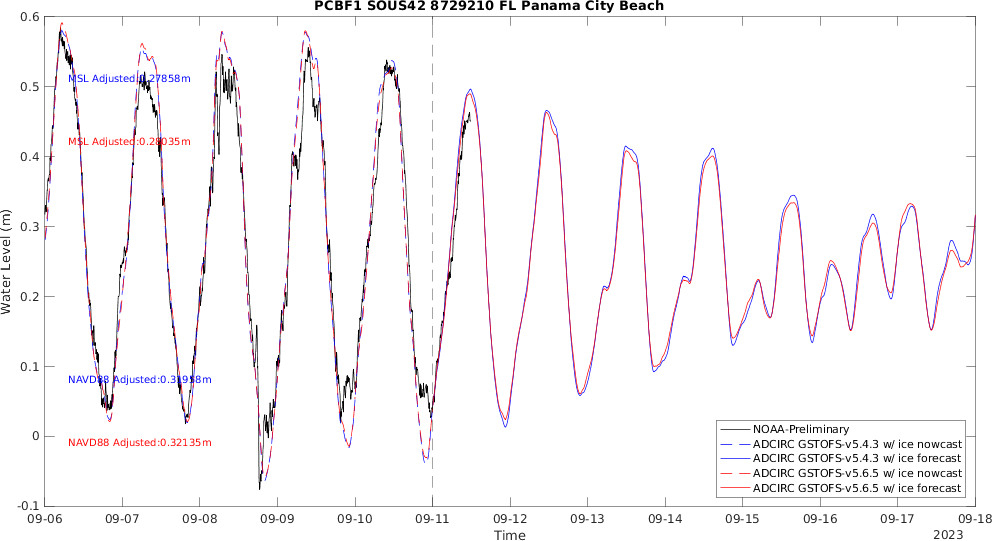 PCBF1 SOUS42 8729210 FL Panama City Beach
0.6
0.5
0.4
0.3
0.2
0.1
0
-0.1
Water Level (m)
MSL Adjusted:0.27858m
MSL Adjusted:0.28035m
NAVD88 Adjusted:0.31958m
NAVD88 Adjusted:0.32135m
NOAA-Preliminary
ADCIRC GSTOFS-v5.4.3 w/ ice nowcast
ADCIRC GSTOFS-v5.4.3 w/ ice forecast
ADCIRC GSTOFS-v5.6.5 w/ ice nowcast
ADCIRC GSTOFS-v5.6.5 w/ ice forecast
09-06 09-07 09-08 09-09 09-10 09-11 09-12 09-13 09-14 09-15 09-16 09-17 09-18
Time
2023